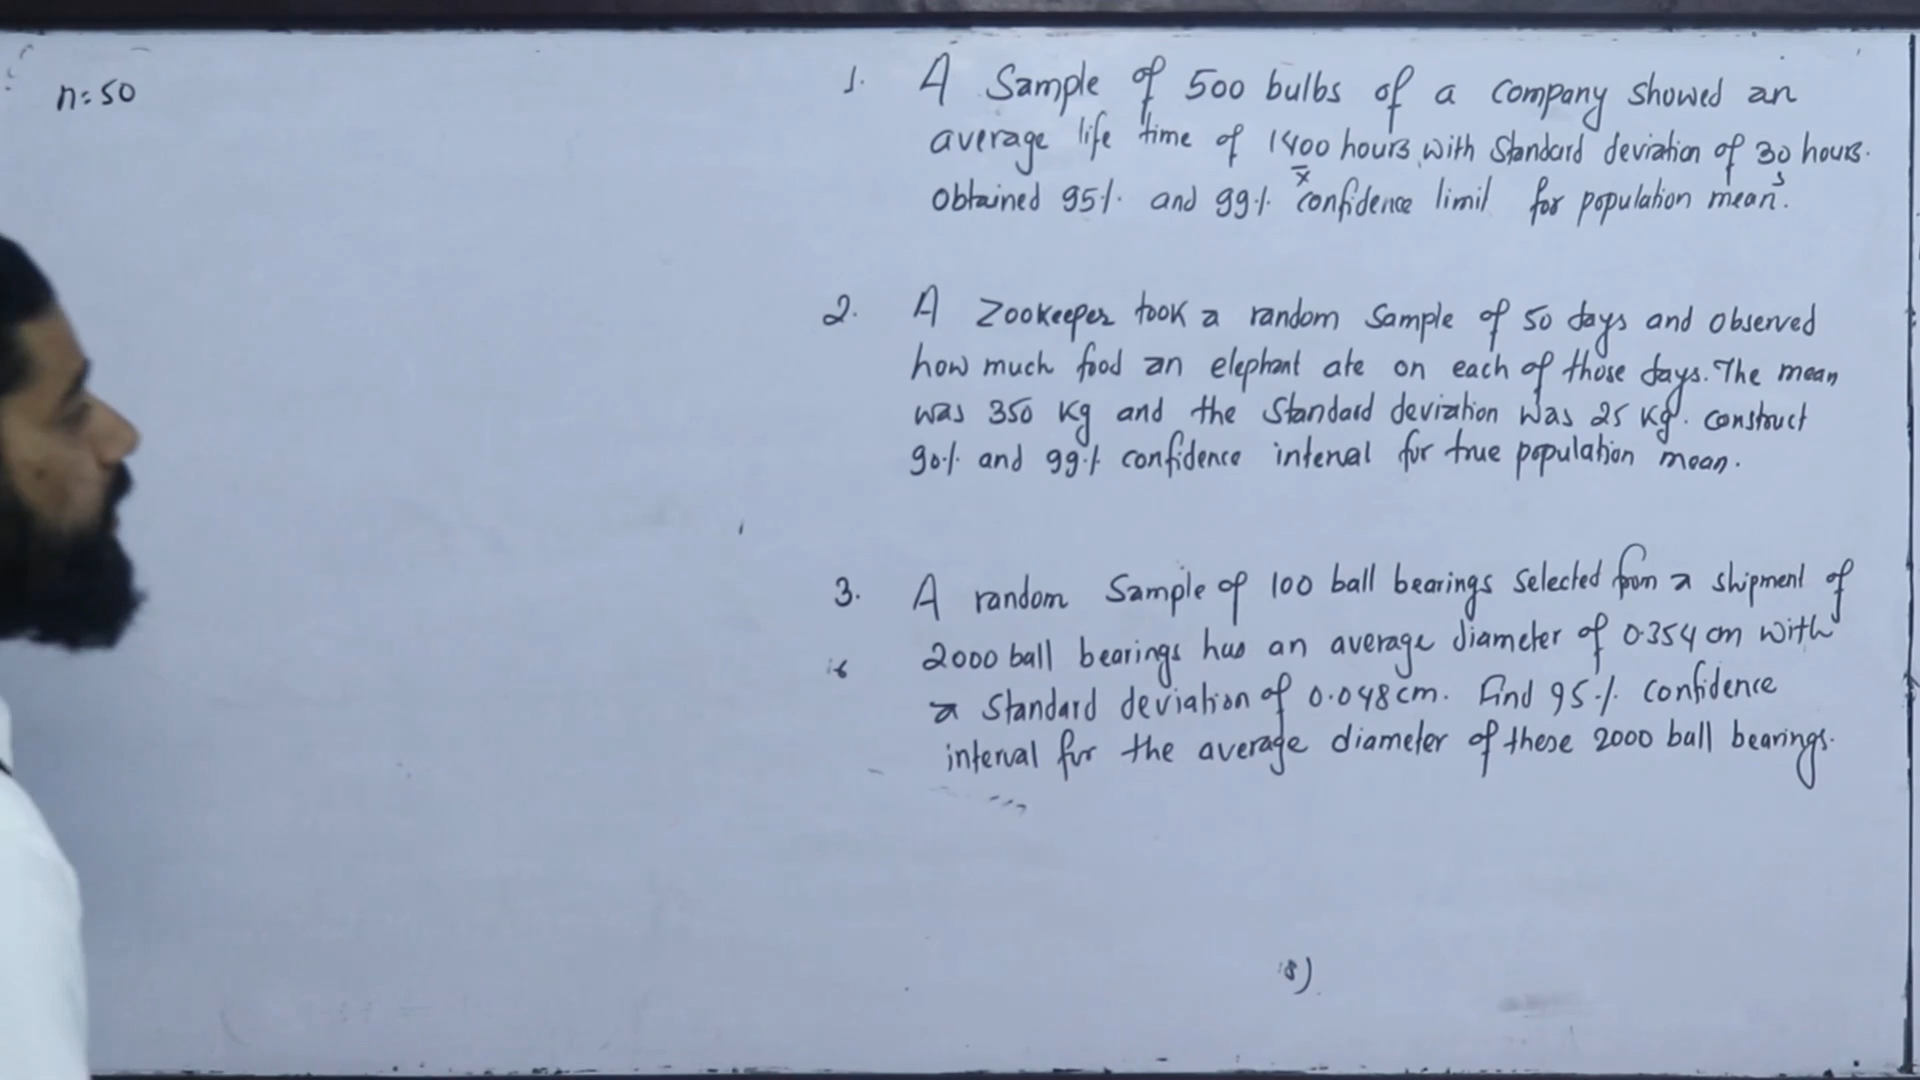 n=50
1. A Sample of 500 bulbs of a company showed an
average life time of 1400 hours with standard deviation of 30 hours.
x̄ s
Obtained 95% and 99% confidence limit for population mean.
2. A Zookeeper took a random sample of 50 days and observed
how much food an elephant ate on each of those days. The mean
was 350 kg and the standard deviation was 25 kg. construct
90% and 99% confidence interval for true population mean.
3. A random sample of 100 ball bearings selected from a shipment of
2000 ball bearings has an average diameter of 0.354 cm with
a standard deviation of 0.048cm. Find 95% confidence
interval for the average diameter of these 2000 ball bearings.